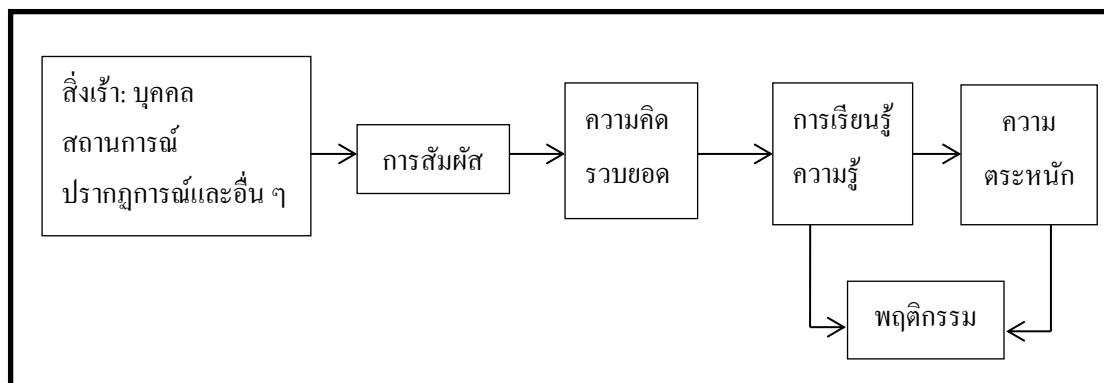 สิ่งเร้า: บุคคล
สถานการณ์
ปรากฏการณ์และอื่น ๆ
การสัมผัส
ความคิด
รวบยอด
การเรียนรู้
ความรู้
ความ
ตระหนัก
พฤติกรรม